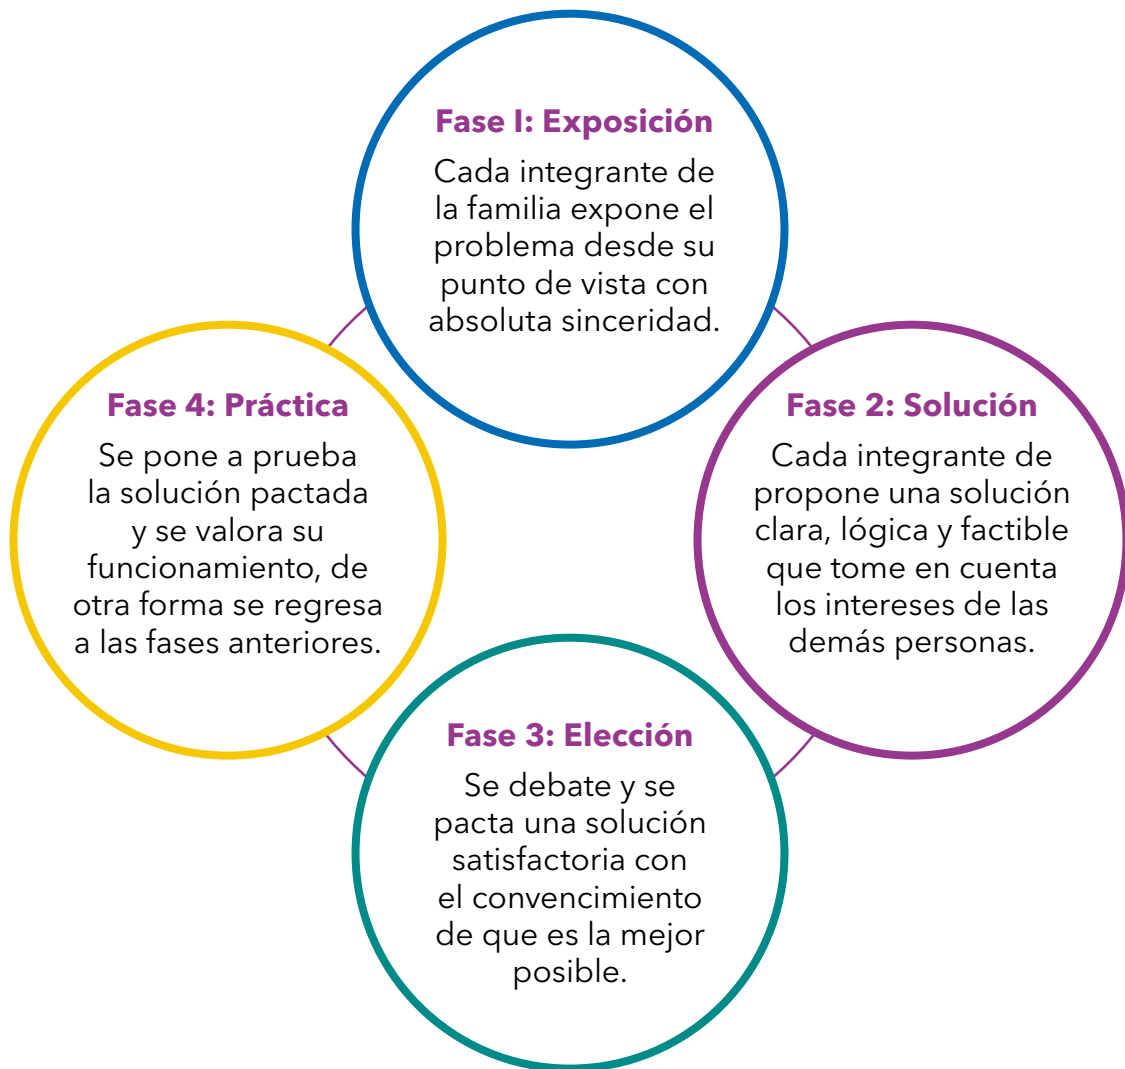 Fase I: Exposición
Cada integrante de
la familia expone el
problema desde su
punto de vista con
absoluta sinceridad.
Fase 2: Solución
Cada integrante de
propone una solución
clara, lógica y factible
que tome en cuenta
los intereses de las
demás personas.
Fase 3: Elección
Se debate y se
pacta una solución
satisfactoria con
el convencimiento
de que es la mejor
posible.
Fase 4: Práctica
Se pone a prueba
la solución pactada
y se valora su
funcionamiento, de
otra forma se regresa
a las fases anteriores.